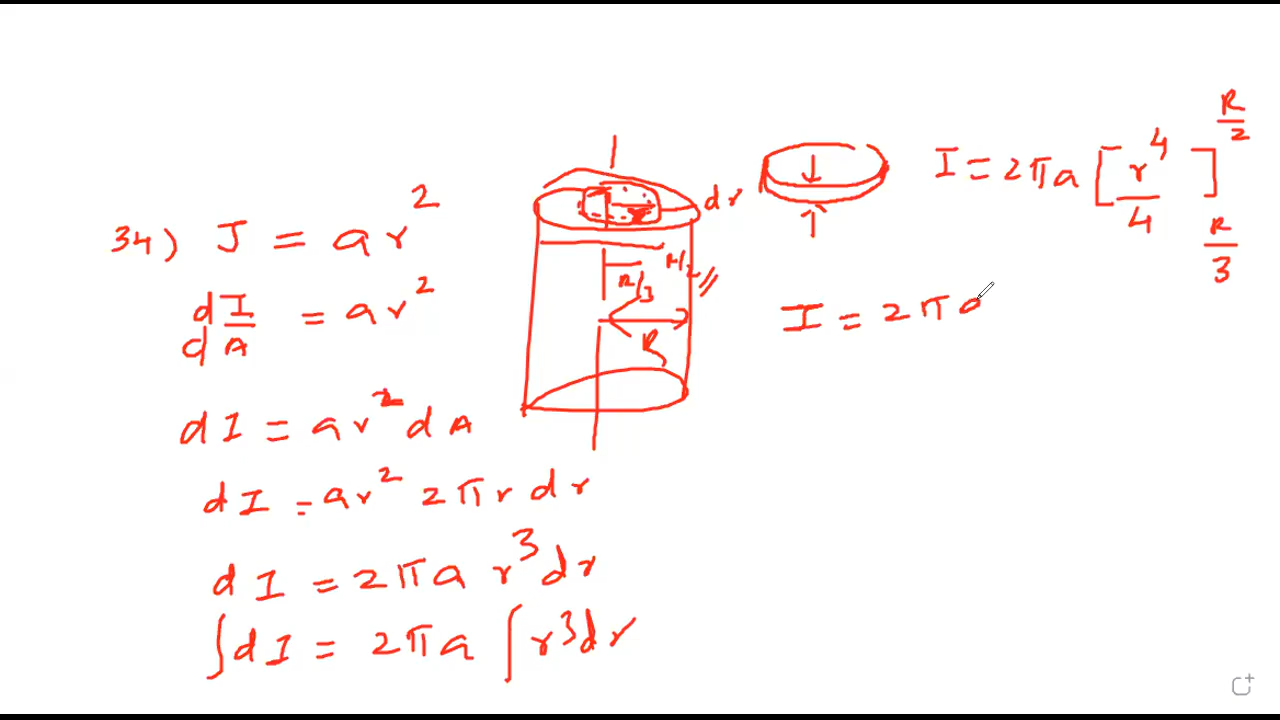 34) J = ar²
dI/dA = ar²
dI = ar² dA
dI = ar² 2πr dr
dI = 2πa r³ dr
∫dI = 2πa ∫r³dr
dr
R/2
R/3
R
I = 2πa [r⁴/4] R/2 R/3
I = 2πa